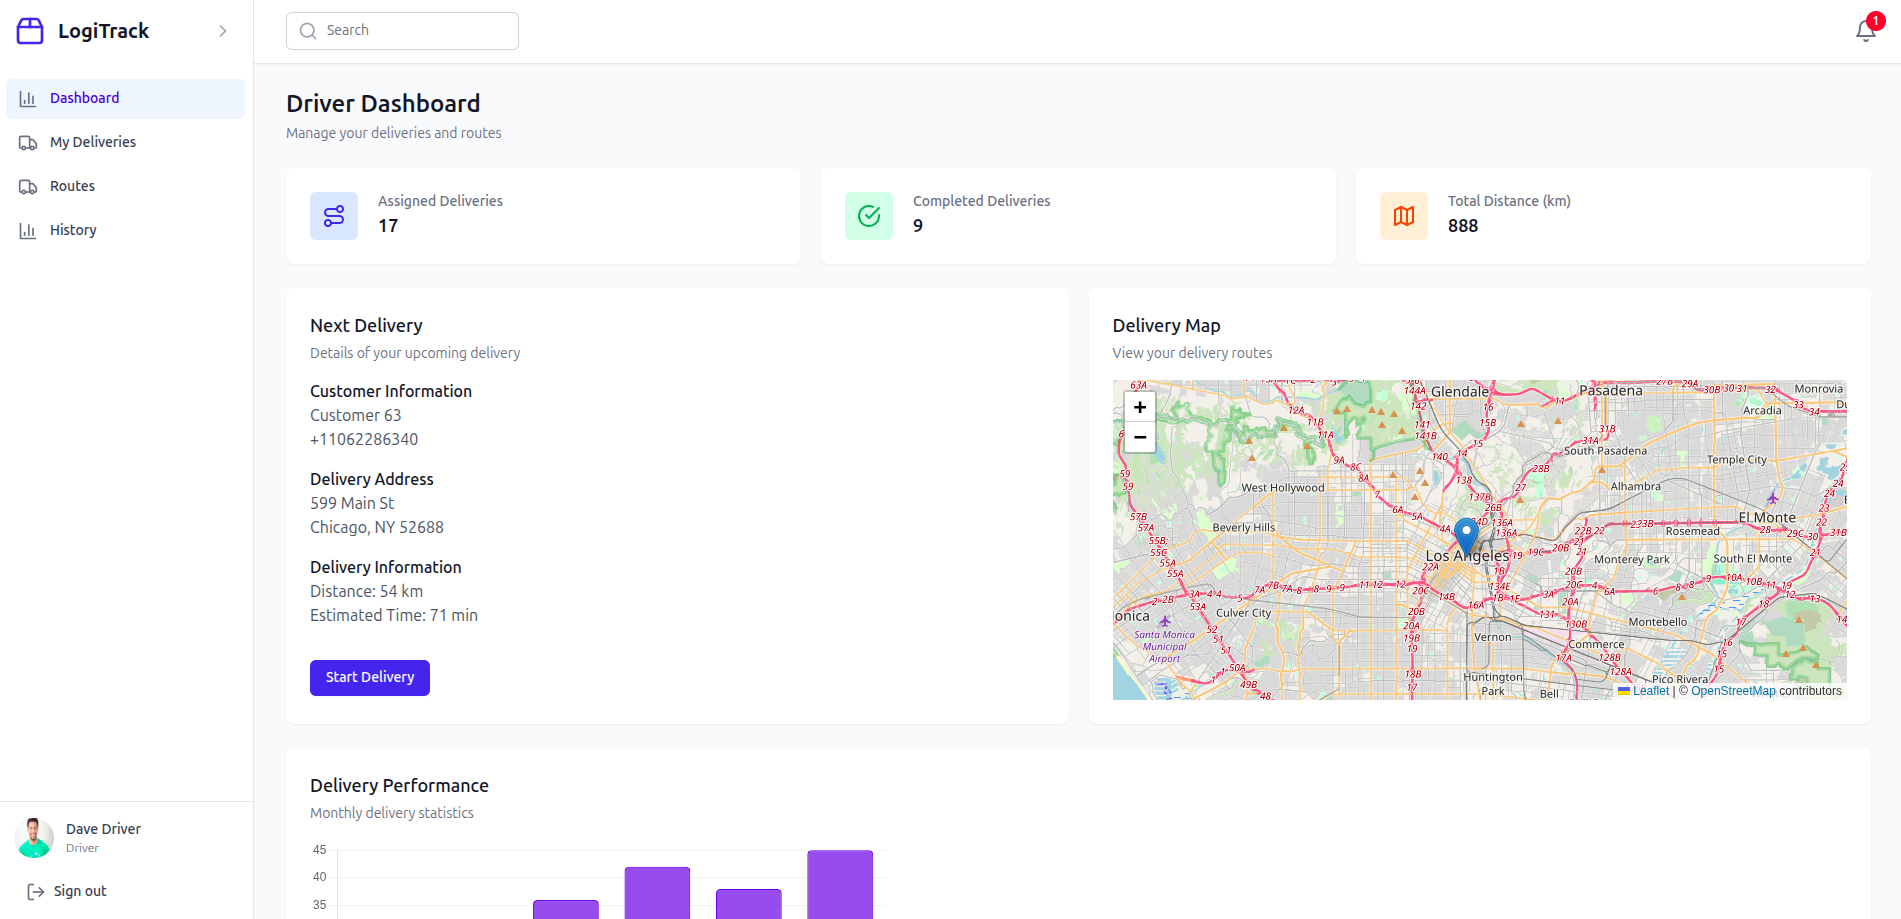 LogiTrack
Search
1
Dashboard
My Deliveries
Routes
History
Dave Driver
Driver
Sign out
Driver Dashboard
Manage your deliveries and routes
Assigned Deliveries
17
Completed Deliveries
9
Total Distance (km)
888
Next Delivery
Details of your upcoming delivery
Customer Information
Customer 63
+11062286340
Delivery Address
599 Main St
Chicago, NY 52688
Delivery Information
Distance: 54 km
Estimated Time: 71 min
Start Delivery
Delivery Map
View your delivery routes
+
−
Glendale
Pasadena
Monrovia
Arcadia
South Pasadena
Temple City
West Hollywood
Alhambra
Beverly Hills
El Monte
Rosemead
Los Angeles
Monterey Park
South El Monte
Culver City
onica
Santa Monica
Municipal
Airport
Montebello
Vernon
Commerce
Huntington
Park
Bell
Pico Rivera
Leaflet | © OpenStreetMap contributors
Delivery Performance
Monthly delivery statistics
45
40
35